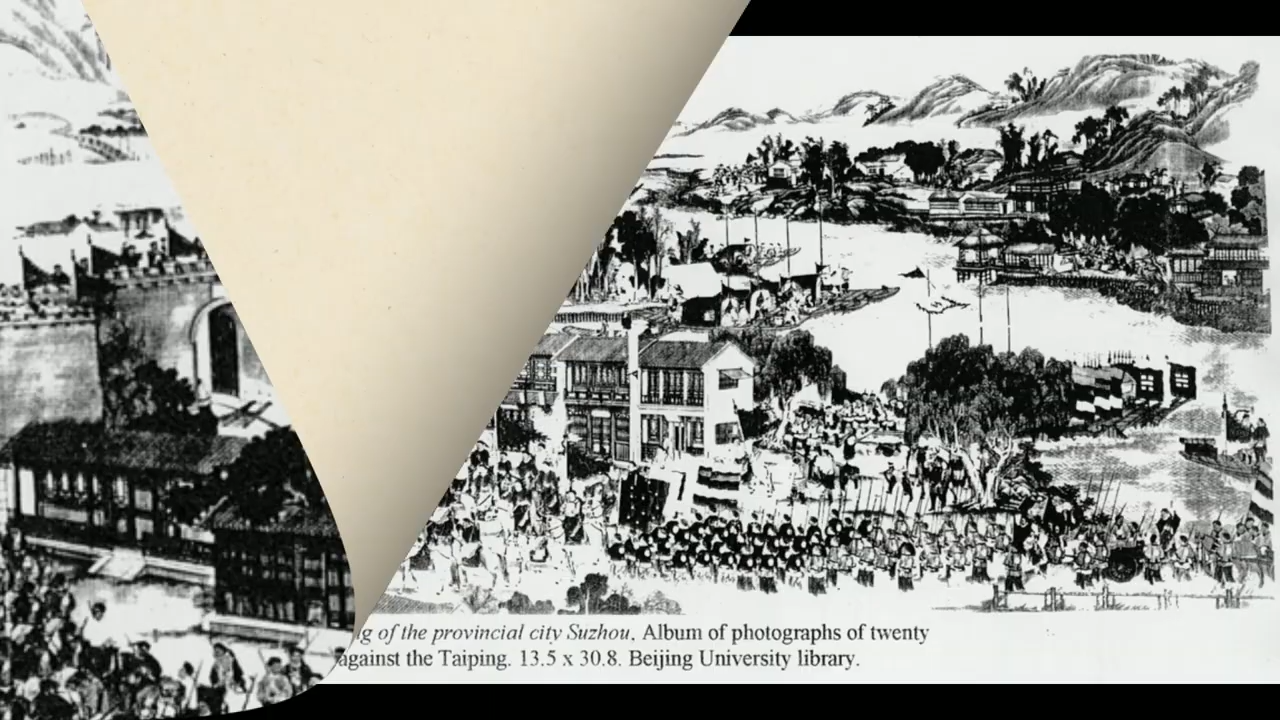 g of the provincial city Suzhou. Album of photographs of twenty
against the Taiping. 13.5 x 30.8. Beijing University library.